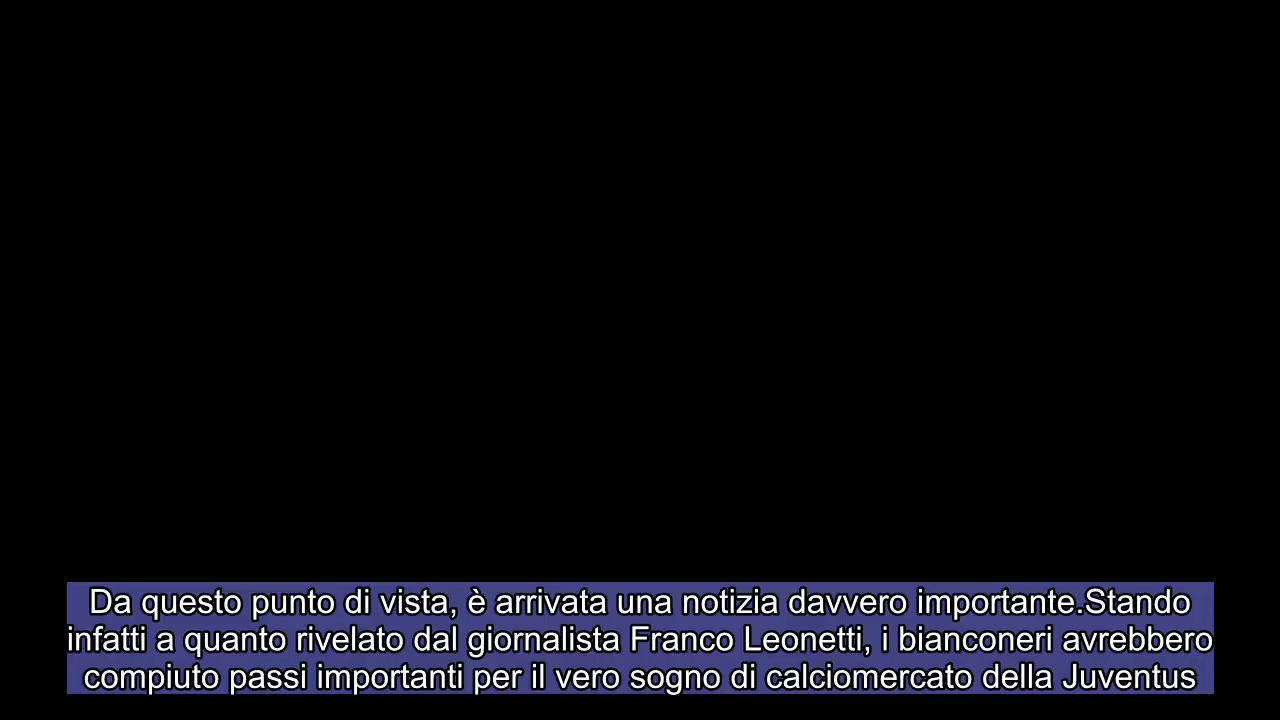 Da questo punto di vista, è arrivata una notizia davvero importante.Stando
infatti a quanto rivelato dal giornalista Franco Leonetti, i bianconeri avrebbero
compiuto passi importanti per il vero sogno di calciomercato della Juventus